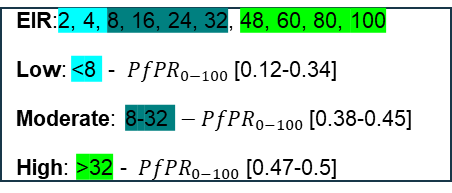 EIR:2, 4, 8, 16, 24, 32, 48, 60, 80, 100
Low: <8 - PfPR₀₋₁₀₀ [0.12-0.34]
Moderate: 8-32 – PfPR₀₋₁₀₀ [0.38-0.45]
High: >32 - PfPR₀₋₁₀₀ [0.47-0.5]